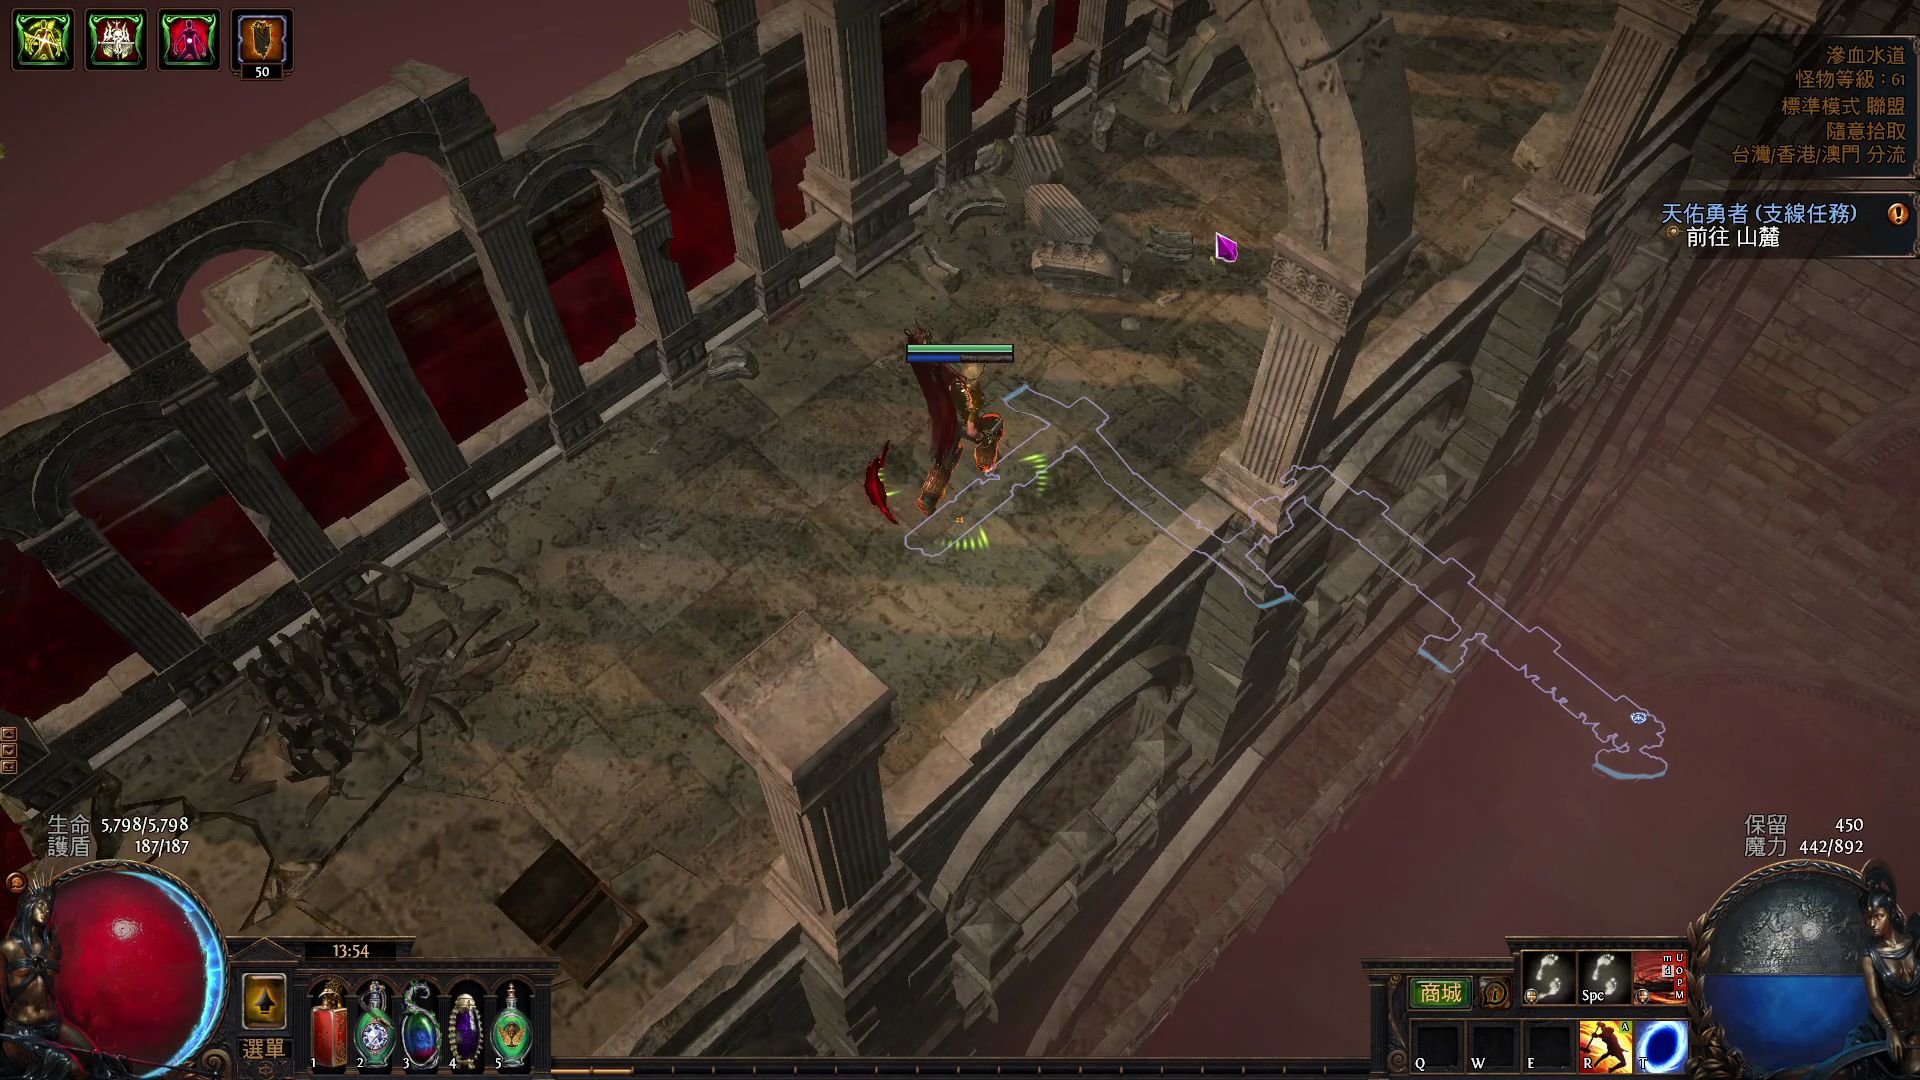 50
滲血水道
怪物等級：61
標準模式 聯盟
隨意拾取
台灣/香港/澳門 分流
天佑勇者 (支線任務)
前往 山麓
生命 5,798/5,798
護盾 187/187
保留 450
魔力 442/892
13:54
選單
1 2 3 4 5
商城
Spc
m U
d O
P
M
Q W E R A T